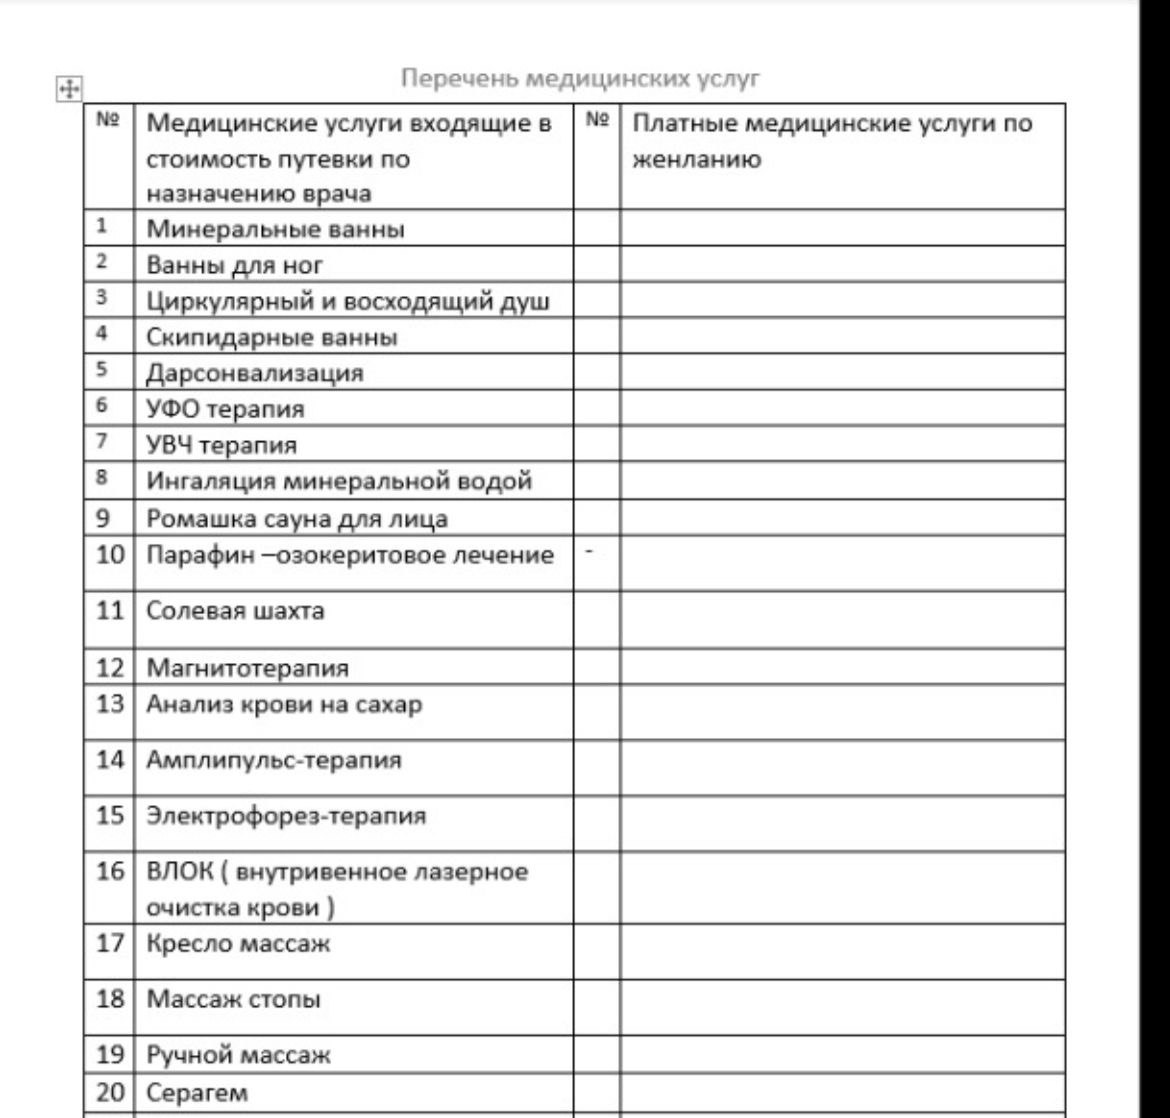 Перечень медицинских услуг
№ Медицинские услуги входящие в № Платные медицинские услуги по
стоимость путевки по женланию
назначению врача
1 Минеральные ванны
2 Ванны для ног
3 Циркулярный и восходящий душ
4 Скипидарные ванны
5 Дарсонвализация
6 УФО терапия
7 УВЧ терапия
8 Ингаляция минеральной водой
9 Ромашка сауна для лица
10 Парафин –озокеритовое лечение -
11 Солевая шахта
12 Магнитотерапия
13 Анализ крови на сахар
14 Амплипульс-терапия
15 Электрофорез-терапия
16 ВЛОК ( внутривенное лазерное
очистка крови )
17 Кресло массаж
18 Массаж стопы
19 Ручной массаж
20 Серагем